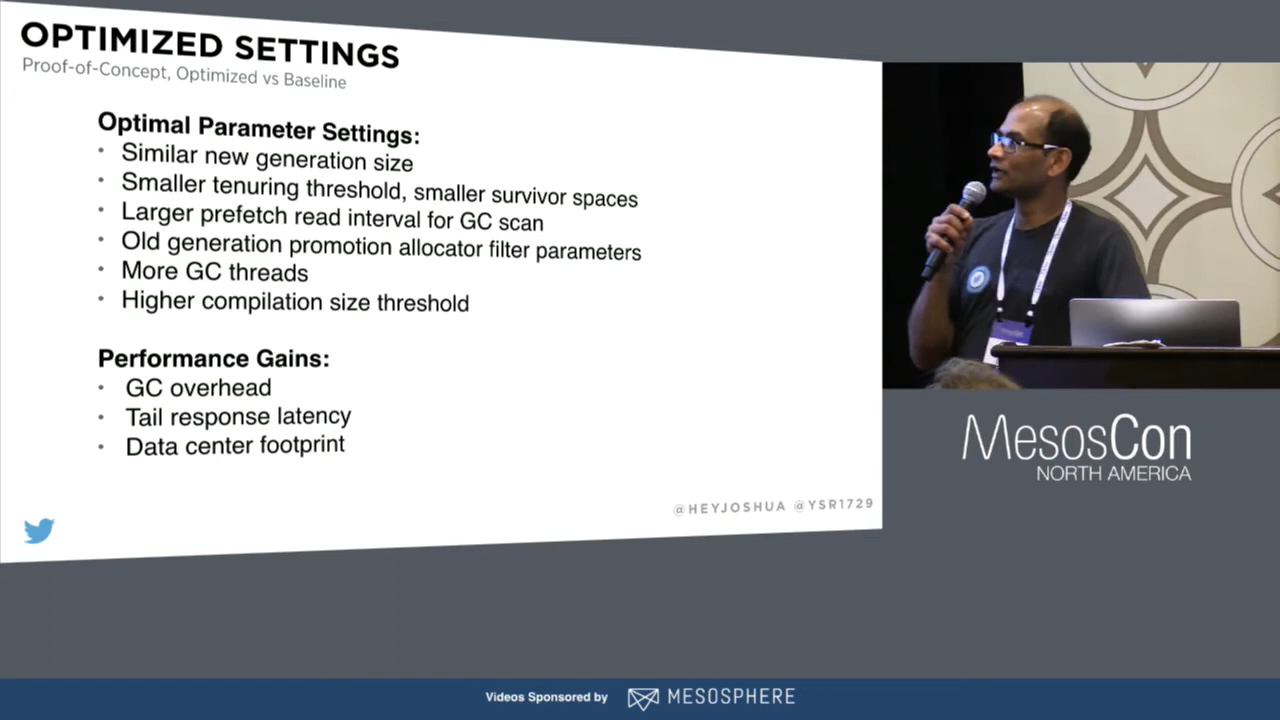 OPTIMIZED SETTINGS
Proof-of-Concept, Optimized vs Baseline
Optimal Parameter Settings:
• Similar new generation size
• Smaller tenuring threshold, smaller survivor spaces
• Larger prefetch read interval for GC scan
• Old generation promotion allocator filter parameters
• More GC threads
• Higher compilation size threshold
Performance Gains:
• GC overhead
• Tail response latency
• Data center footprint
@HEYJOSHUA @YSR1729
MesosCon
NORTH AMERICA
Videos Sponsored by MESOSPHERE